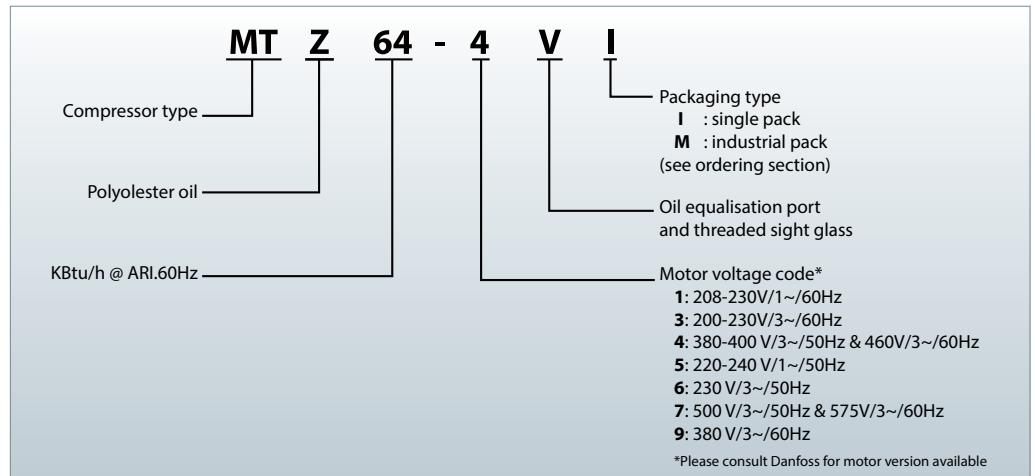 MT Z 64 - 4 V I
Compressor type
Polyolester oil
KBtu/h @ ARI.60Hz
Packaging type
I : single pack
M : industrial pack
(see ordering section)
Oil equalisation port
and threaded sight glass
Motor voltage code*
1: 208-230V/1~/60Hz
3: 200-230V/3~/60Hz
4: 380-400 V/3~/50Hz & 460V/3~/60Hz
5: 220-240 V/1~/50Hz
6: 230 V/3~/50Hz
7: 500 V/3~/50Hz & 575V/3~/60Hz
9: 380 V/3~/60Hz
*Please consult Danfoss for motor version available